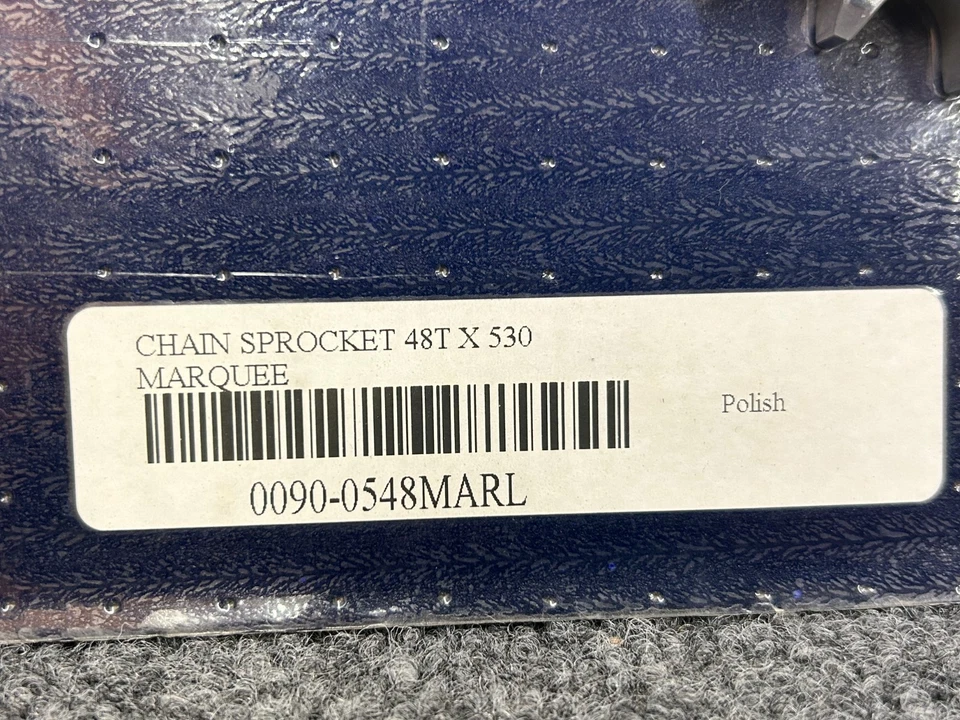 CHAIN SPROCKET 48T X 530
MARQUEE
Polish
0090-0548MARL